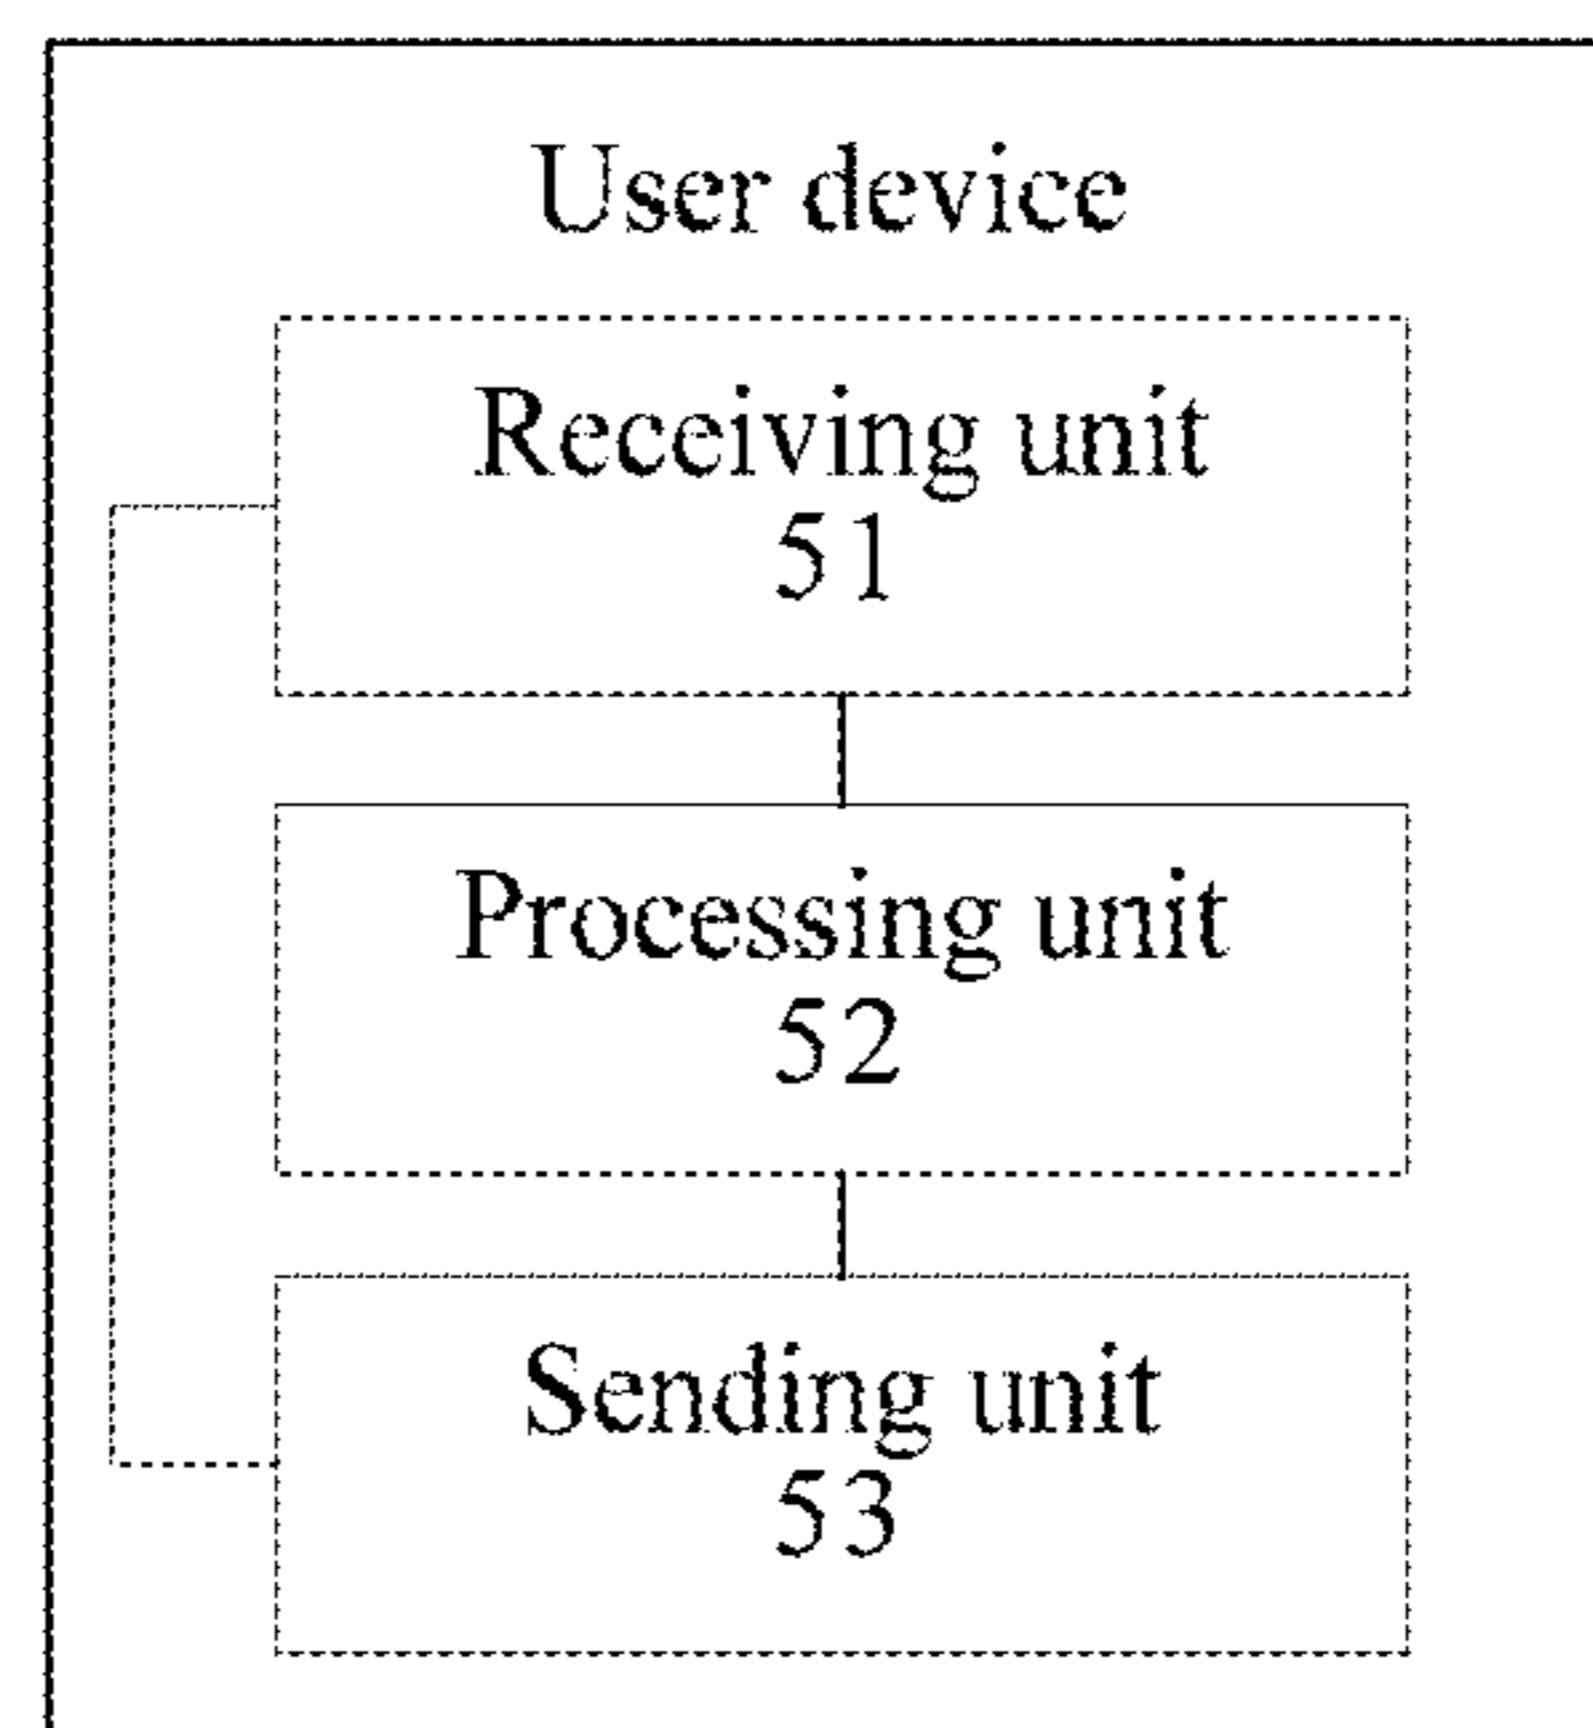 User device
Receiving unit
51
Processing unit
52
Sending unit
53